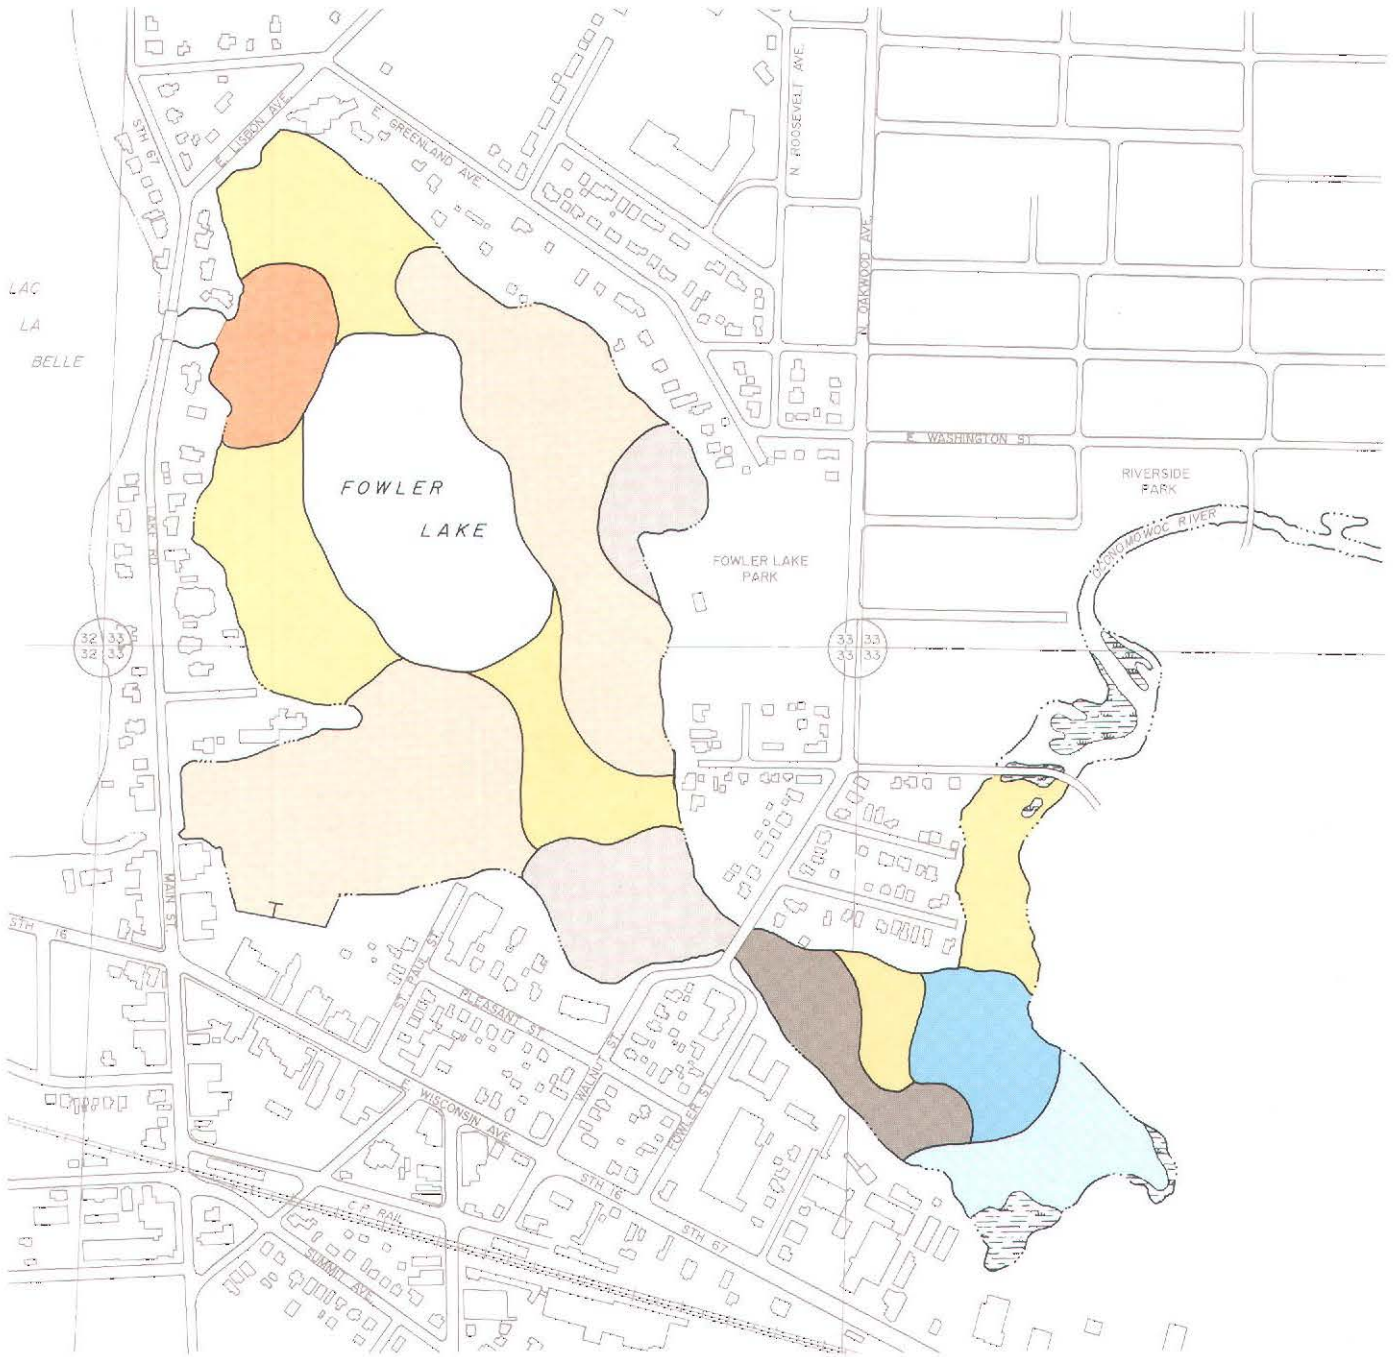 E. LISBON AVE.
STH 67
E. GREENLAND AVE.
N ROOSEVELT AVE.
N. OAKWOOD AVE.
LAC
LA
BELLE
E. WASHINGTON ST.
RIVERSIDE
PARK
FOWLER
LAKE
LAKE RD.
OCONOMOWOC RIVER
FOWLER LAKE
PARK
32 33
32 33
33 33
33 33
MAIN ST.
STH 16
ST. PAUL ST.
PLEASANT ST.
WALNUT ST.
FOWLER ST.
E. WISCONSIN AVE.
STH 16
STH 67
C P RAIL
SUMMIT AVE.